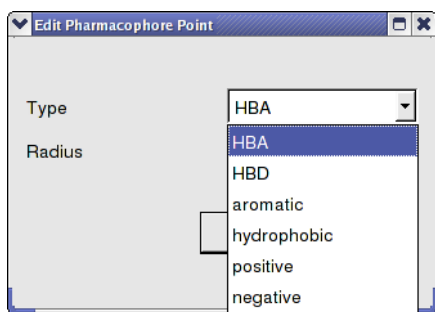 Edit Pharmacophore Point
Type HBA
HBA
Radius
HBD
aromatic
hydrophobic
positive
negative